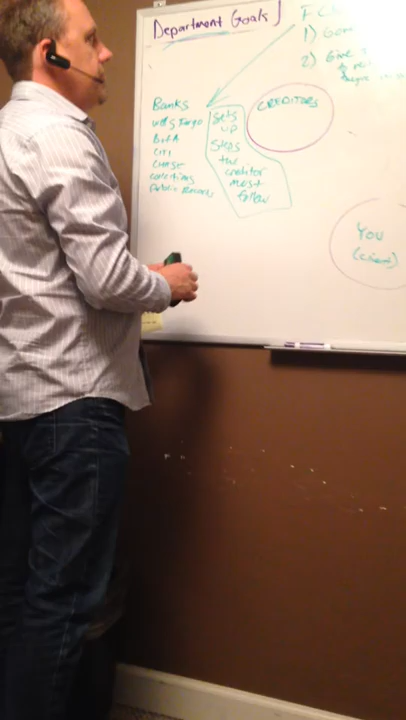 Department Goals
1)
2) Give
Banks
Wells Fargo
BofA
Citi
Chase
collections
Public Records
Sets
up
Steps
the
creditor
must
follow
CREDITORS
You
(client)